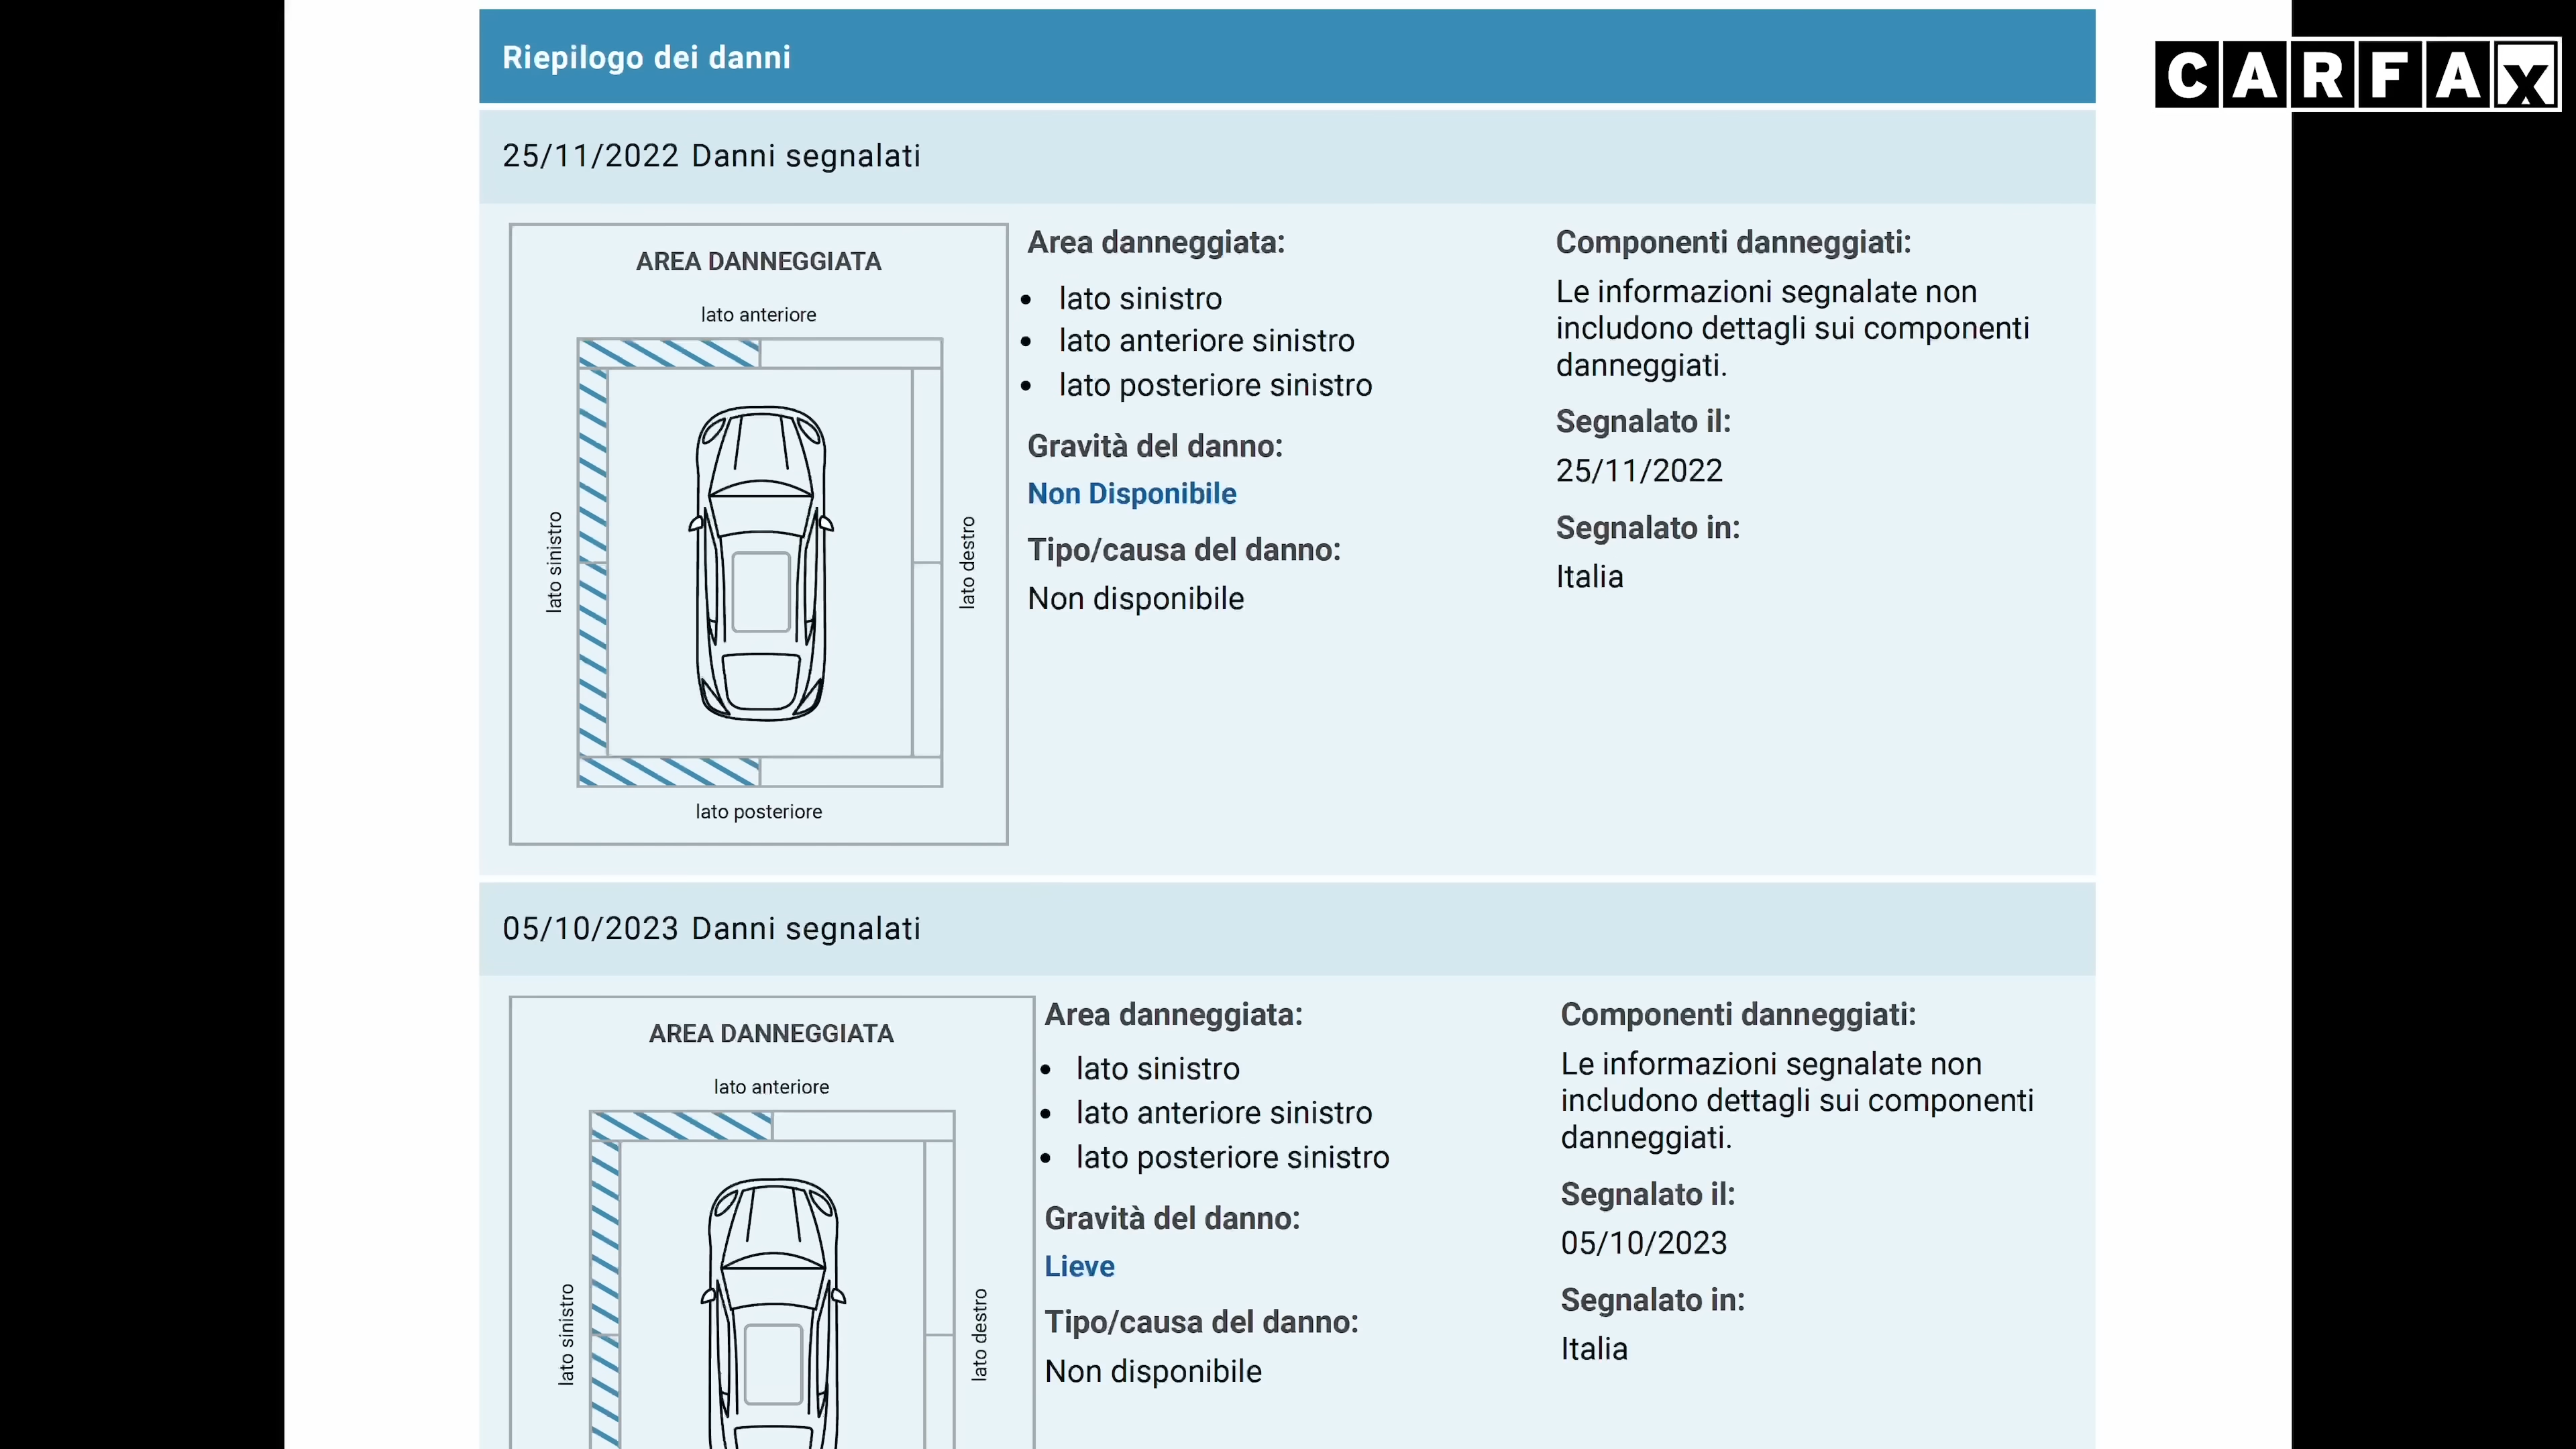 CARFAX
Riepilogo dei danni
25/11/2022 Danni segnalati
AREA DANNEGGIATA
lato anteriore
lato sinistro
lato destro
lato posteriore
Area danneggiata:
• lato sinistro
• lato anteriore sinistro
• lato posteriore sinistro
Gravità del danno:
Non Disponibile
Tipo/causa del danno:
Non disponibile
Componenti danneggiati:
Le informazioni segnalate non
includono dettagli sui componenti
danneggiati.
Segnalato il:
25/11/2022
Segnalato in:
Italia
05/10/2023 Danni segnalati
AREA DANNEGGIATA
lato anteriore
lato sinistro
lato destro
Area danneggiata:
• lato sinistro
• lato anteriore sinistro
• lato posteriore sinistro
Gravità del danno:
Lieve
Tipo/causa del danno:
Non disponibile
Componenti danneggiati:
Le informazioni segnalate non
includono dettagli sui componenti
danneggiati.
Segnalato il:
05/10/2023
Segnalato in:
Italia